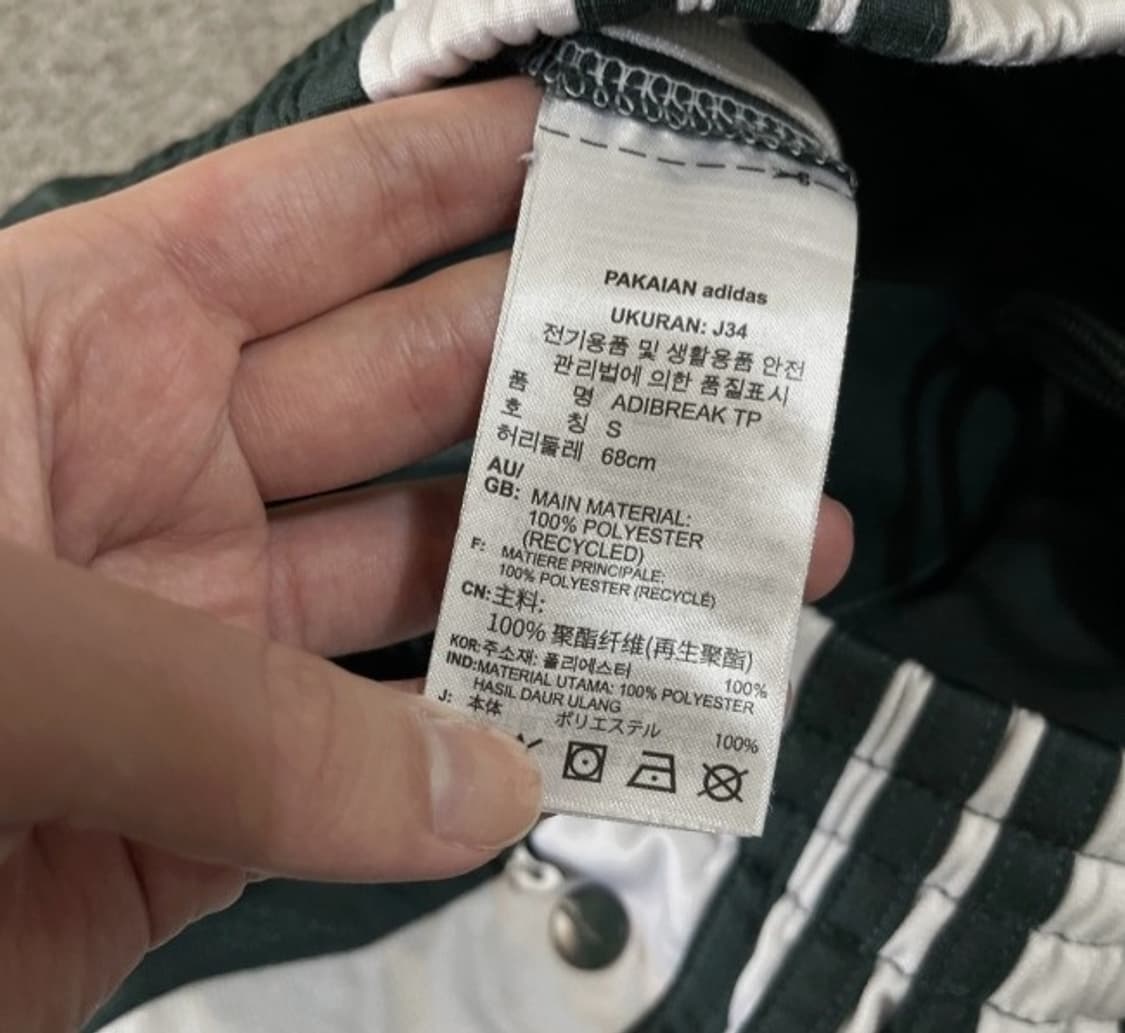 PAKAIAN adidas
UKURAN: J34
전기용품 및 생활용품 안전
관리법에 의한 품질표시
품 명 ADIBREAK TP
호 칭 S
허리둘레 68cm
AU/
GB: MAIN MATERIAL:
100% POLYESTER
(RECYCLED)
F: MATIERE PRINCIPALE:
100% POLYESTER (RECYCLÉ)
CN: 主料:
100% 聚酯纤维(再生聚酯)
KOR: 주소재: 폴리에스터 100%
IND:MATERIAL UTAMA: 100% POLYESTER
HASIL DAUR ULANG
J: 本体 ポリエステル 100%